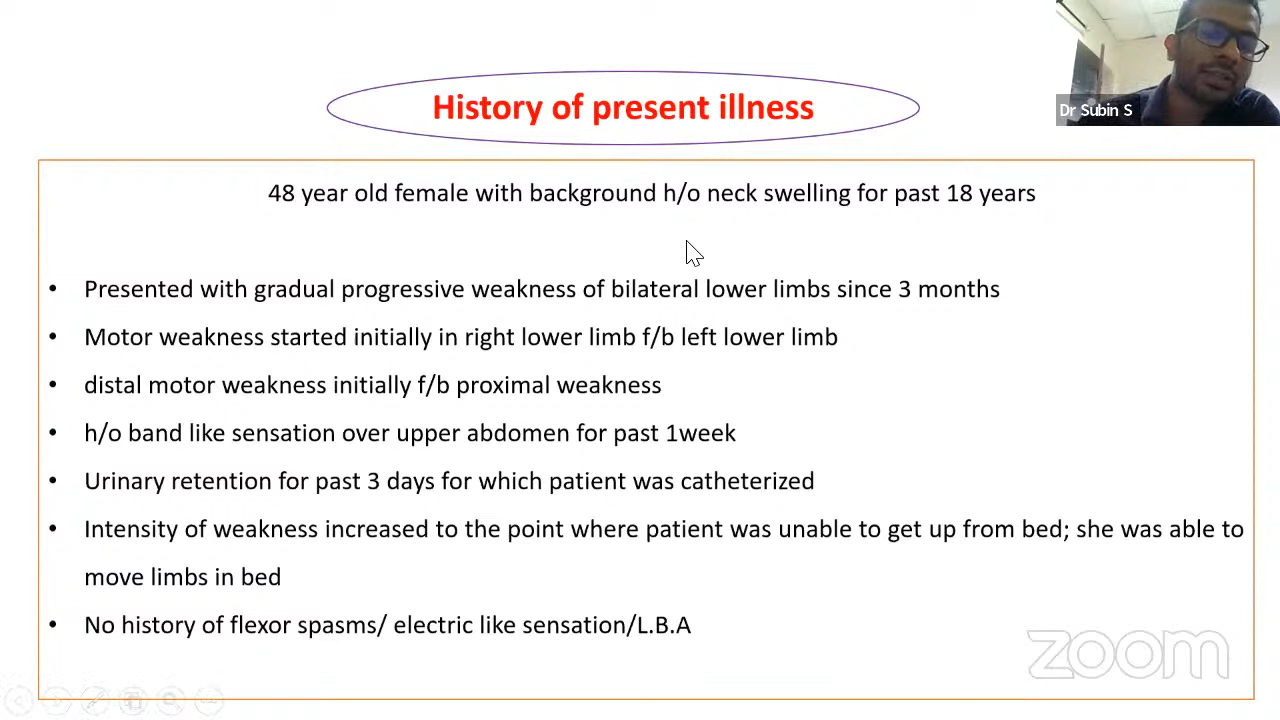 Dr Subin S
History of present illness
48 year old female with background h/o neck swelling for past 18 years
• Presented with gradual progressive weakness of bilateral lower limbs since 3 months
• Motor weakness started initially in right lower limb f/b left lower limb
• distal motor weakness initially f/b proximal weakness
• h/o band like sensation over upper abdomen for past 1week
• Urinary retention for past 3 days for which patient was catheterized
• Intensity of weakness increased to the point where patient was unable to get up from bed; she was able to
move limbs in bed
• No history of flexor spasms/ electric like sensation/L.B.A
zoom